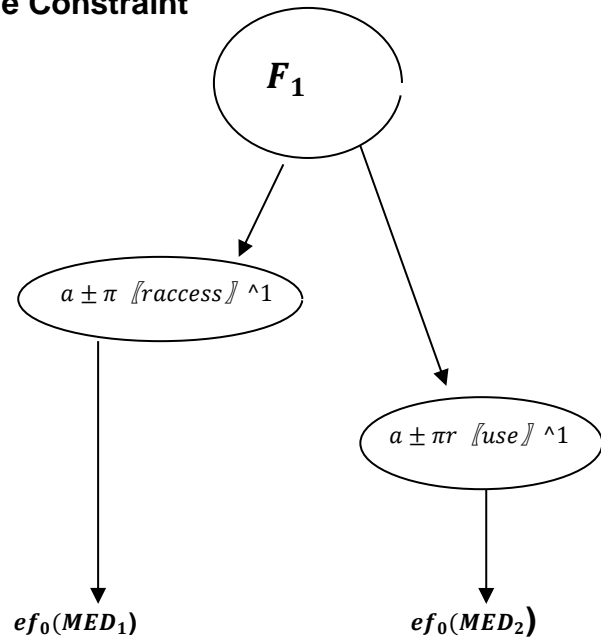 e Constraint
F₁
a ± π〖raccess〗^1
a ± πr〖use〗^1
ef₀(MED₁)
ef₀(MED₂)